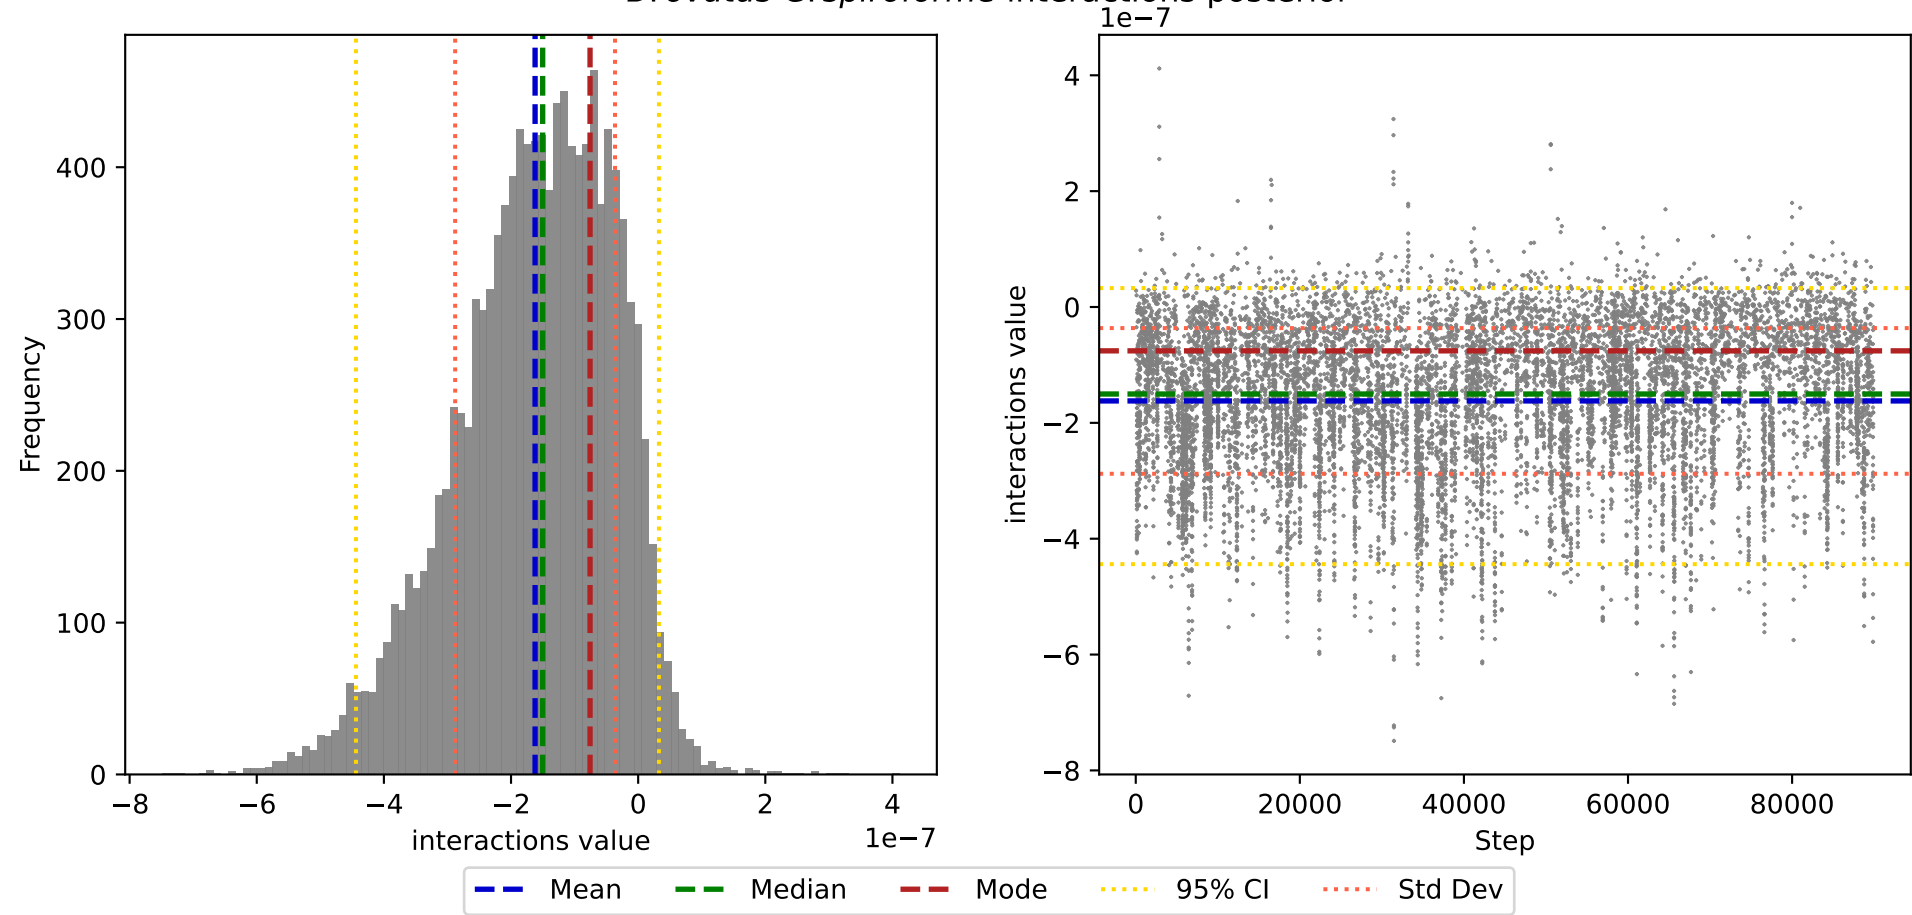 B.ovatus C.spiroforme interactions posterior
1e−7
400
300
200
100
0
Frequency
−8 −6 −4 −2 0 2 4
interactions value
1e−7
4
2
0
−2
−4
−6
−8
interactions value
0 20000 40000 60000 80000
Step
Mean Median Mode 95% CI Std Dev